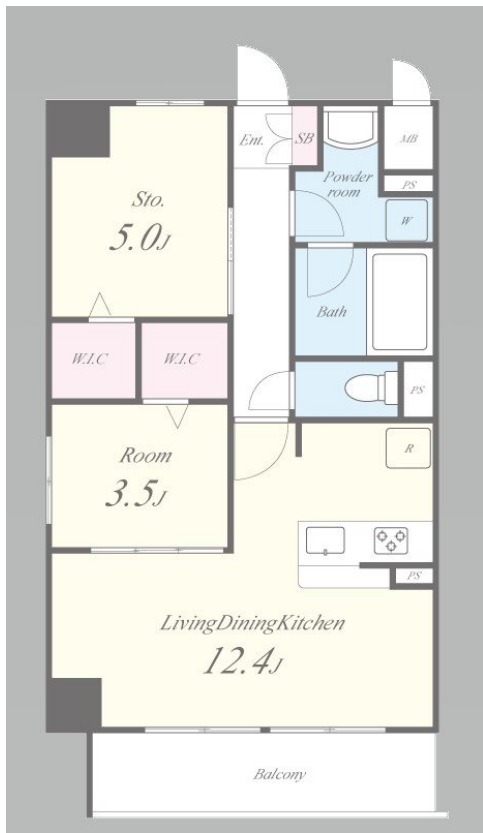 Ent.
SB
MB
Powder
room
PS
Sto.
5.0J
W
Bath
W.I.C
W.I.C
PS
Room
3.5J
R
PS
LivingDiningKitchen
12.4J
Balcony